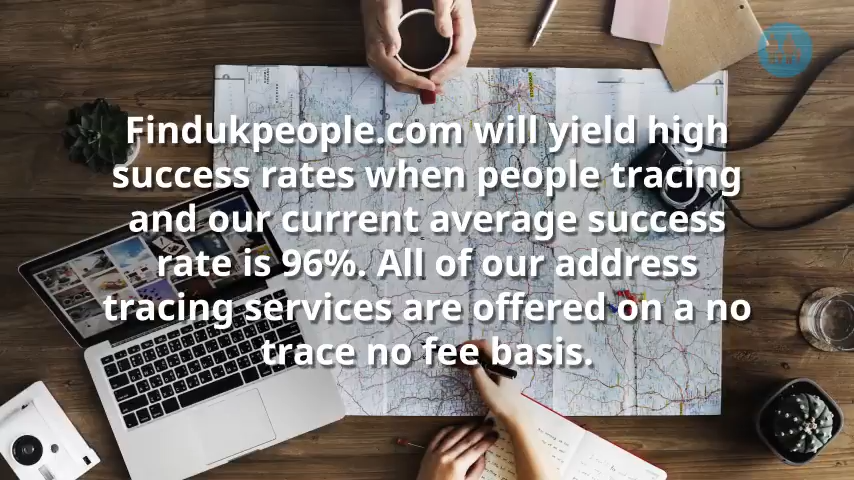 Findukpeople.com will yield high
success rates when people tracing
and our current average success
rate is 96%. All of our address
tracing services are offered on a no
trace no fee basis.